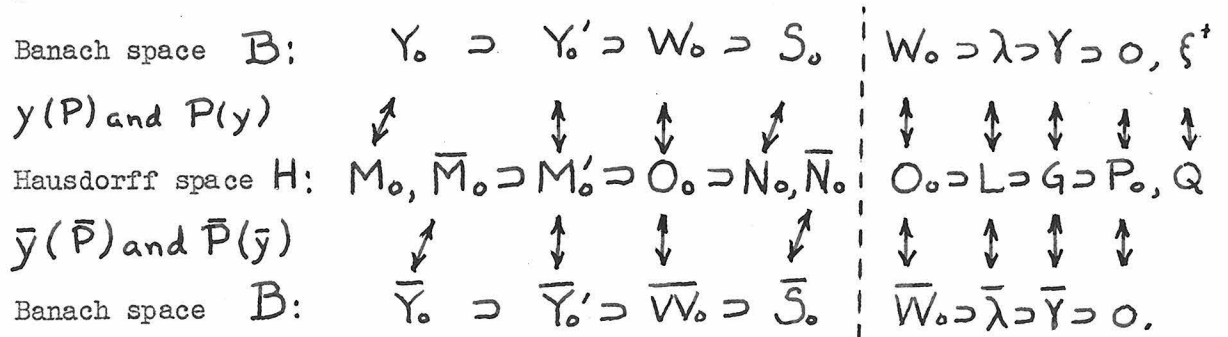 Banach space B: Y₀ ⊃ Y₀′ ⊃ W₀ ⊃ S₀ ¦ W₀ ⊃ λ ⊃ γ ⊃ 0, ξ⁺
y(P) and P(y) ↕ ↕ ↕ ↕ ¦ ↕ ↕ ↕ ↕ ↕
Hausdorff space H: M₀, M̄₀ ⊃ M₀′ ⊃ O₀ ⊃ N₀, N̄₀ ¦ O₀ ⊃ L ⊃ G ⊃ P₀, Q
ȳ(P̄) and P̄(ȳ) ↕ ↕ ↕ ↕ ¦ ↕ ↕ ↕ ↕
Banach space B̄: Ȳ₀ ⊃ Ȳ₀′ ⊃ W̄₀ ⊃ S̄₀ ¦ W̄₀ ⊃ λ̄ ⊃ γ̄ ⊃ 0.